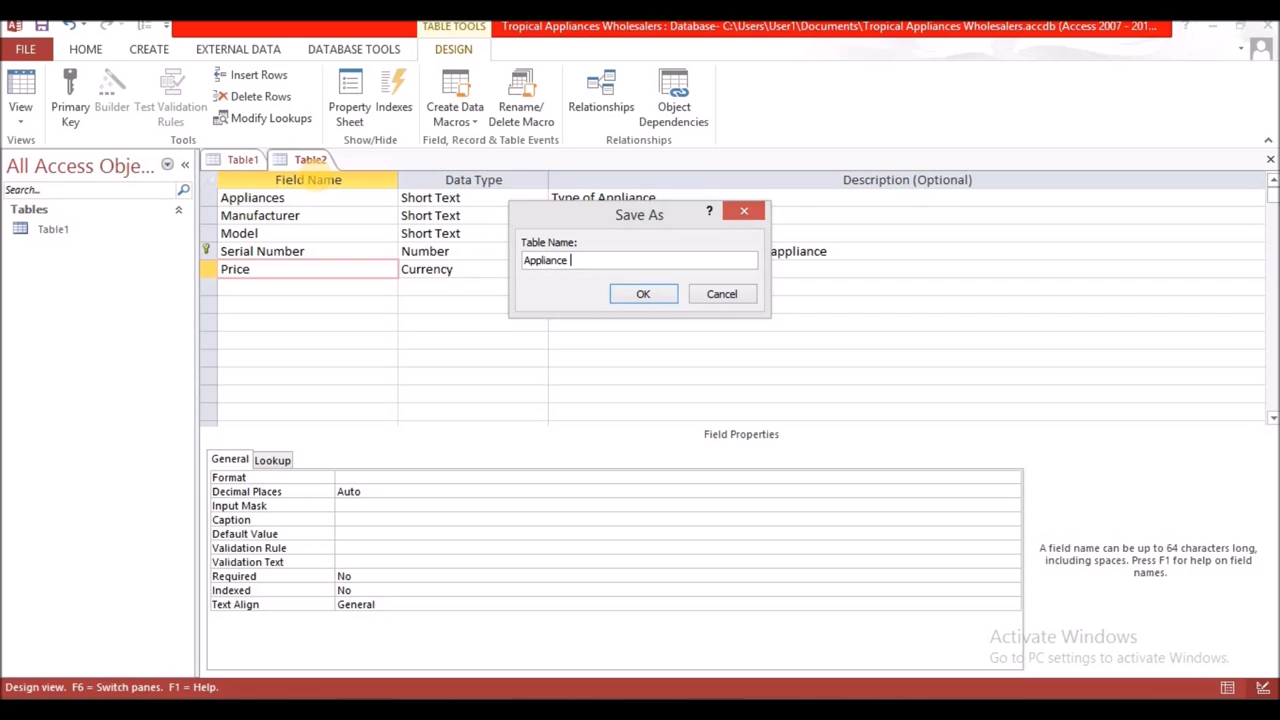 TABLE TOOLS
Tropical Appliances Wholesalers : Database- C:\Users\User1\Documents\Tropical Appliances Wholesalers.accdb (Access 2007 - 201...
FILE HOME CREATE EXTERNAL DATA DATABASE TOOLS DESIGN
View
Primary Key
Builder
Test Validation Rules
Insert Rows
Delete Rows
Modify Lookups
Property Sheet
Indexes
Create Data Macros
Rename/ Delete Macro
Relationships
Object Dependencies
Views Tools Show/Hide Field, Record & Table Events Relationships
All Access Obje...
Search...
Tables
Table1
Table1 Table2
Field Name Data Type Description (Optional)
Appliances Short Text Type of Appliance
Manufacturer Short Text
Model Short Text
Serial Number Number appliance
Price Currency
Save As ?
Table Name:
Appliance
OK Cancel
Field Properties
General Lookup
Format
Decimal Places Auto
Input Mask
Caption
Default Value
Validation Rule
Validation Text
Required No
Indexed No
Text Align General
A field name can be up to 64 characters long,
including spaces. Press F1 for help on field
names.
Activate Windows
Go to PC settings to activate Windows.
Design view. F6 = Switch panes. F1 = Help.